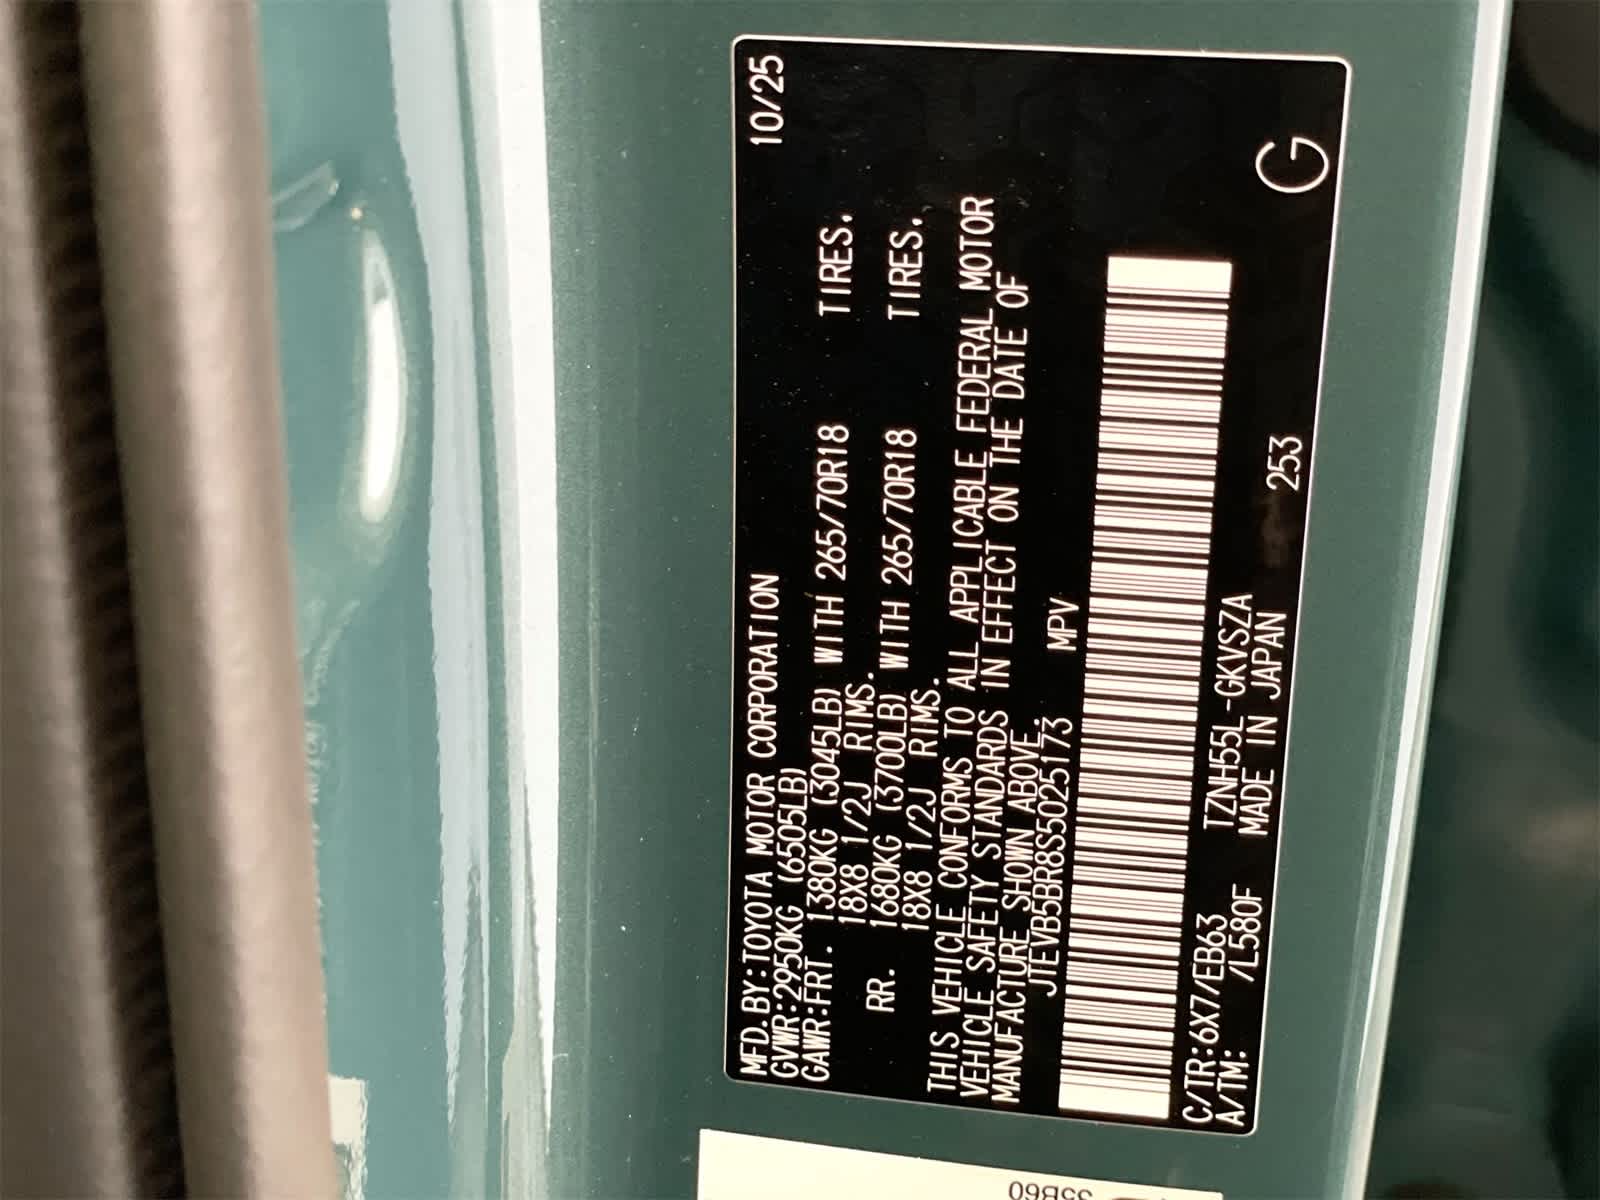 MFD.BY:TOYOTA MOTOR CORPORATION 10/25
GVWR:2950KG (6505LB)
GAWR:FRT. 1380KG (3045LB) WITH 265/70R18 TIRES.
18X8 1/2J RIMS.
RR. 1680KG (3700LB) WITH 265/70R18 TIRES.
18X8 1/2J RIMS.
THIS VEHICLE CONFORMS TO ALL APPLICABLE FEDERAL MOTOR
VEHICLE SAFETY STANDARDS IN EFFECT ON THE DATE OF
MANUFACTURE SHOWN ABOVE.
JTEVB5BR8S5025173 MPV
C/TR:6X7/EB63 TZNH55L-GKVSZA
A/TM: /L580F MADE IN JAPAN 253
G
35B60